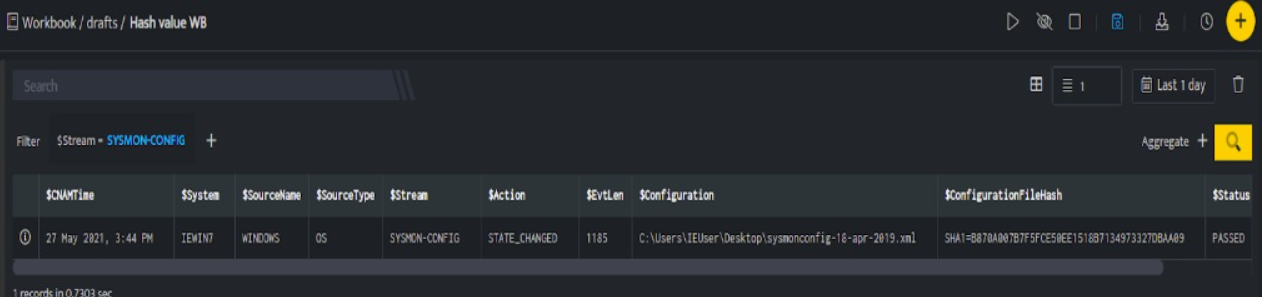 Workbook / drafts / Hash value WB
Search
1
Last 1 day
Filter $Stream = SYSMON-CONFIG +
Aggregate +
$CNAMTime $System $SourceName $SourceType $Stream $Action $EvtLen $Configuration $ConfigurationFileHash $Status
27 May 2021, 3:44 PM IEWIN7 WINDOWS OS SYSMON-CONFIG STATE_CHANGED 1185 C:\Users\IEUser\Desktop\sysmonconfig-18-apr-2019.xml SHA1=B870A007B7F5FCE50EE1518B7134973327DBAA09 PASSED
1 records in 0.7303 sec